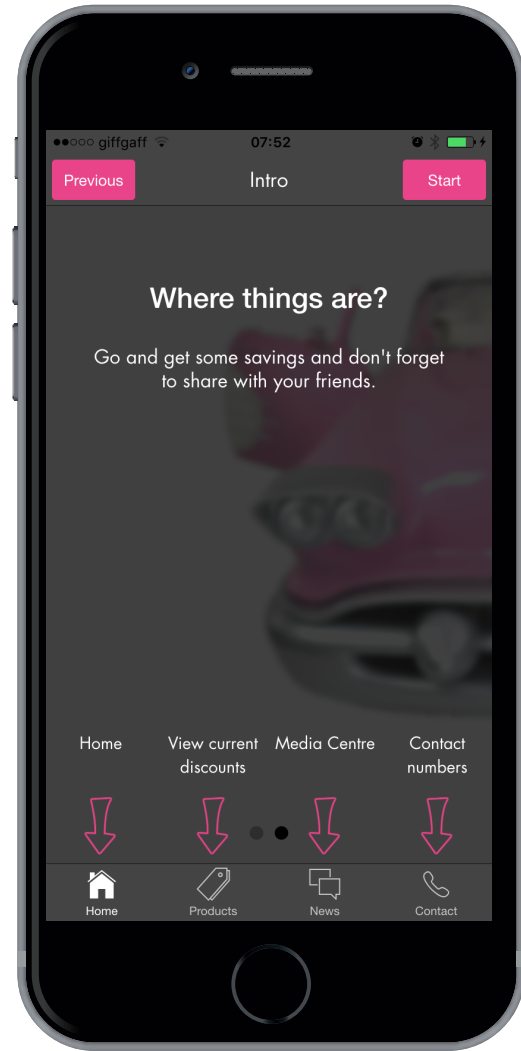 giffgaff 07:52
Previous Intro Start
Where things are?
Go and get some savings and don't forget
to share with your friends.
Home View current Media Centre Contact
discounts numbers
Home Products News Contact